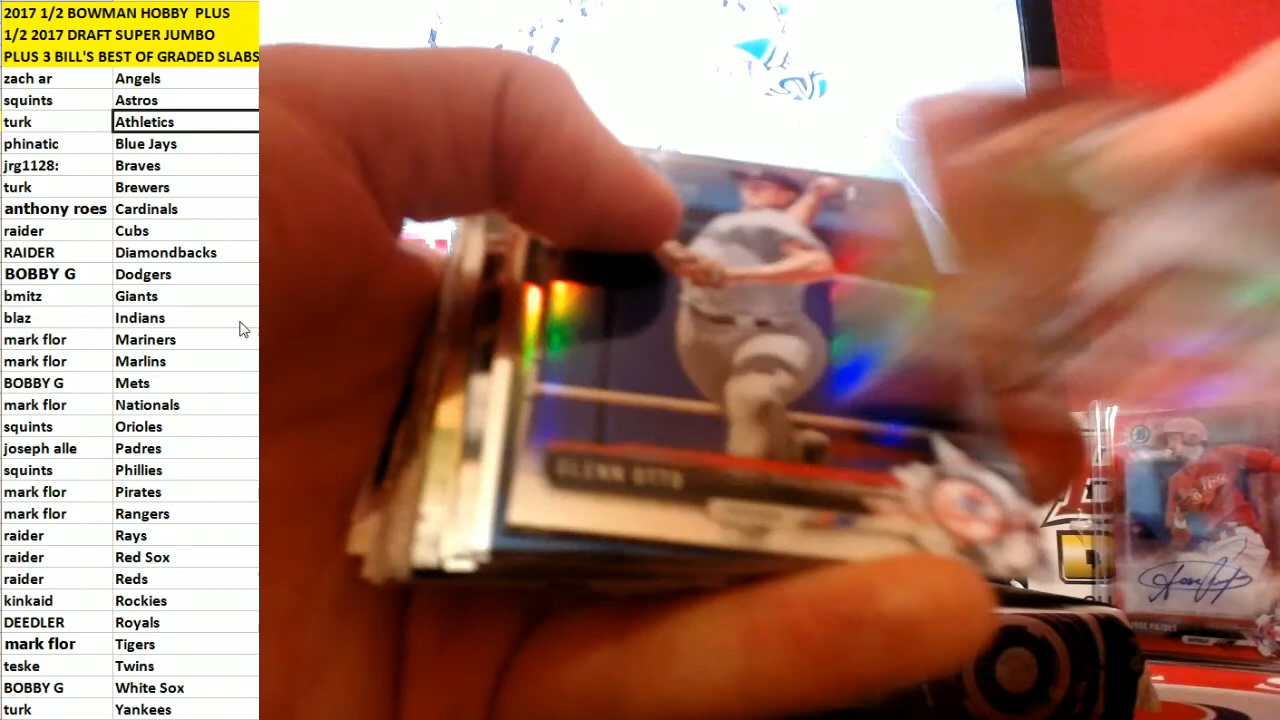 2017 1/2 BOWMAN HOBBY PLUS
1/2 2017 DRAFT SUPER JUMBO
PLUS 3 BILL'S BEST OF GRADED SLABS
zach ar Angels
squints Astros
turk Athletics
phinatic Blue Jays
jrg1128: Braves
turk Brewers
anthony roes Cardinals
raider Cubs
RAIDER Diamondbacks
BOBBY G Dodgers
bmitz Giants
blaz Indians
mark flor Mariners
mark flor Marlins
BOBBY G Mets
mark flor Nationals
squints Orioles
joseph alle Padres
squints Phillies
mark flor Pirates
mark flor Rangers
raider Rays
raider Red Sox
raider Reds
kinkaid Rockies
DEEDLER Royals
mark flor Tigers
teske Twins
BOBBY G White Sox
turk Yankees
GLENN OTTO